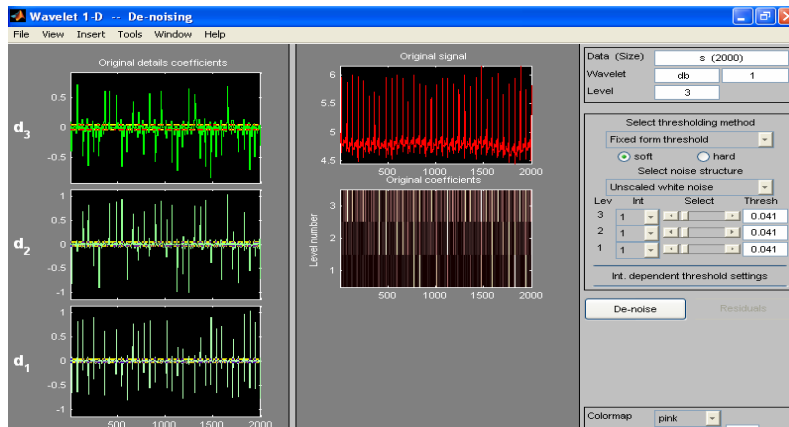 Wavelet 1-D -- De-noising
File View Insert Tools Window Help
Original details coefficients
d3
0.5
0
-0.5
d2
1
0.5
0
-0.5
-1
d1
1
0.5
0
-0.5
-1
500 1000 1500 2000
Original signal
6
5.5
5
4.5
500 1000 1500 2000
Original coefficients
Level number
3
2
1
500 1000 1500 2000
Data (Size) s (2000)
Wavelet db 1
Level 3
Select thresholding method
Fixed form threshold
soft hard
Select noise structure
Unscaled white noise
Lev Int Select Thresh
3 1 0.041
2 1 0.041
1 1 0.041
Int. dependent threshold settings
De-noise Residuals
Colormap pink